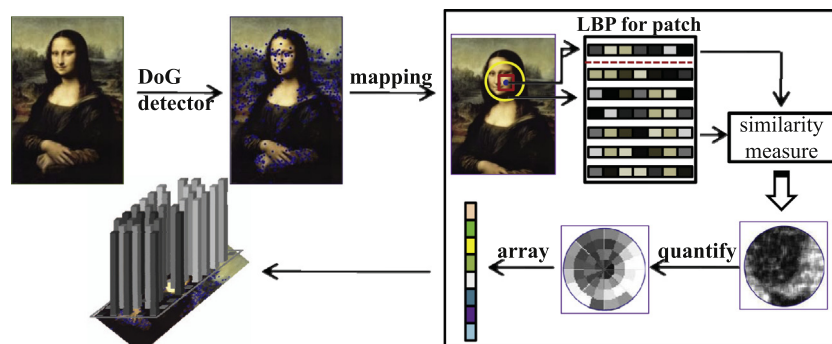 LBP for patch
DoG
detector
mapping
similarity
measure
array
quantify